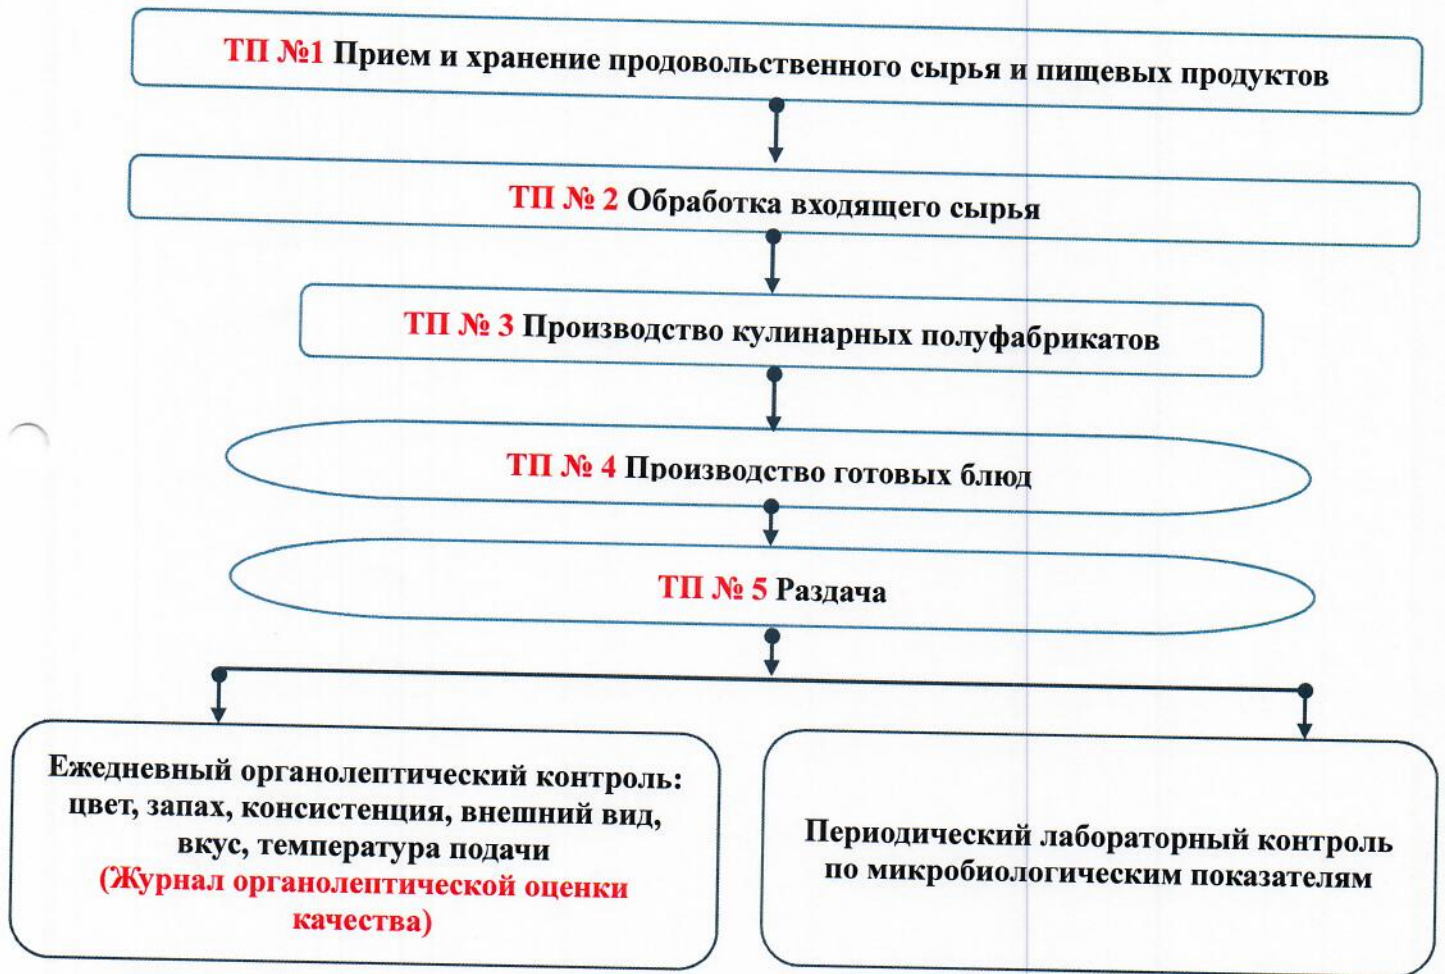 ТП №1 Прием и хранение продовольственного сырья и пищевых продуктов
ТП № 2 Обработка входящего сырья
ТП № 3 Производство кулинарных полуфабрикатов
ТП № 4 Производство готовых блюд
ТП № 5 Раздача
Ежедневный органолептический контроль:
цвет, запах, консистенция, внешний вид,
вкус, температура подачи
(Журнал органолептической оценки
качества)
Периодический лабораторный контроль
по микробиологическим показателям